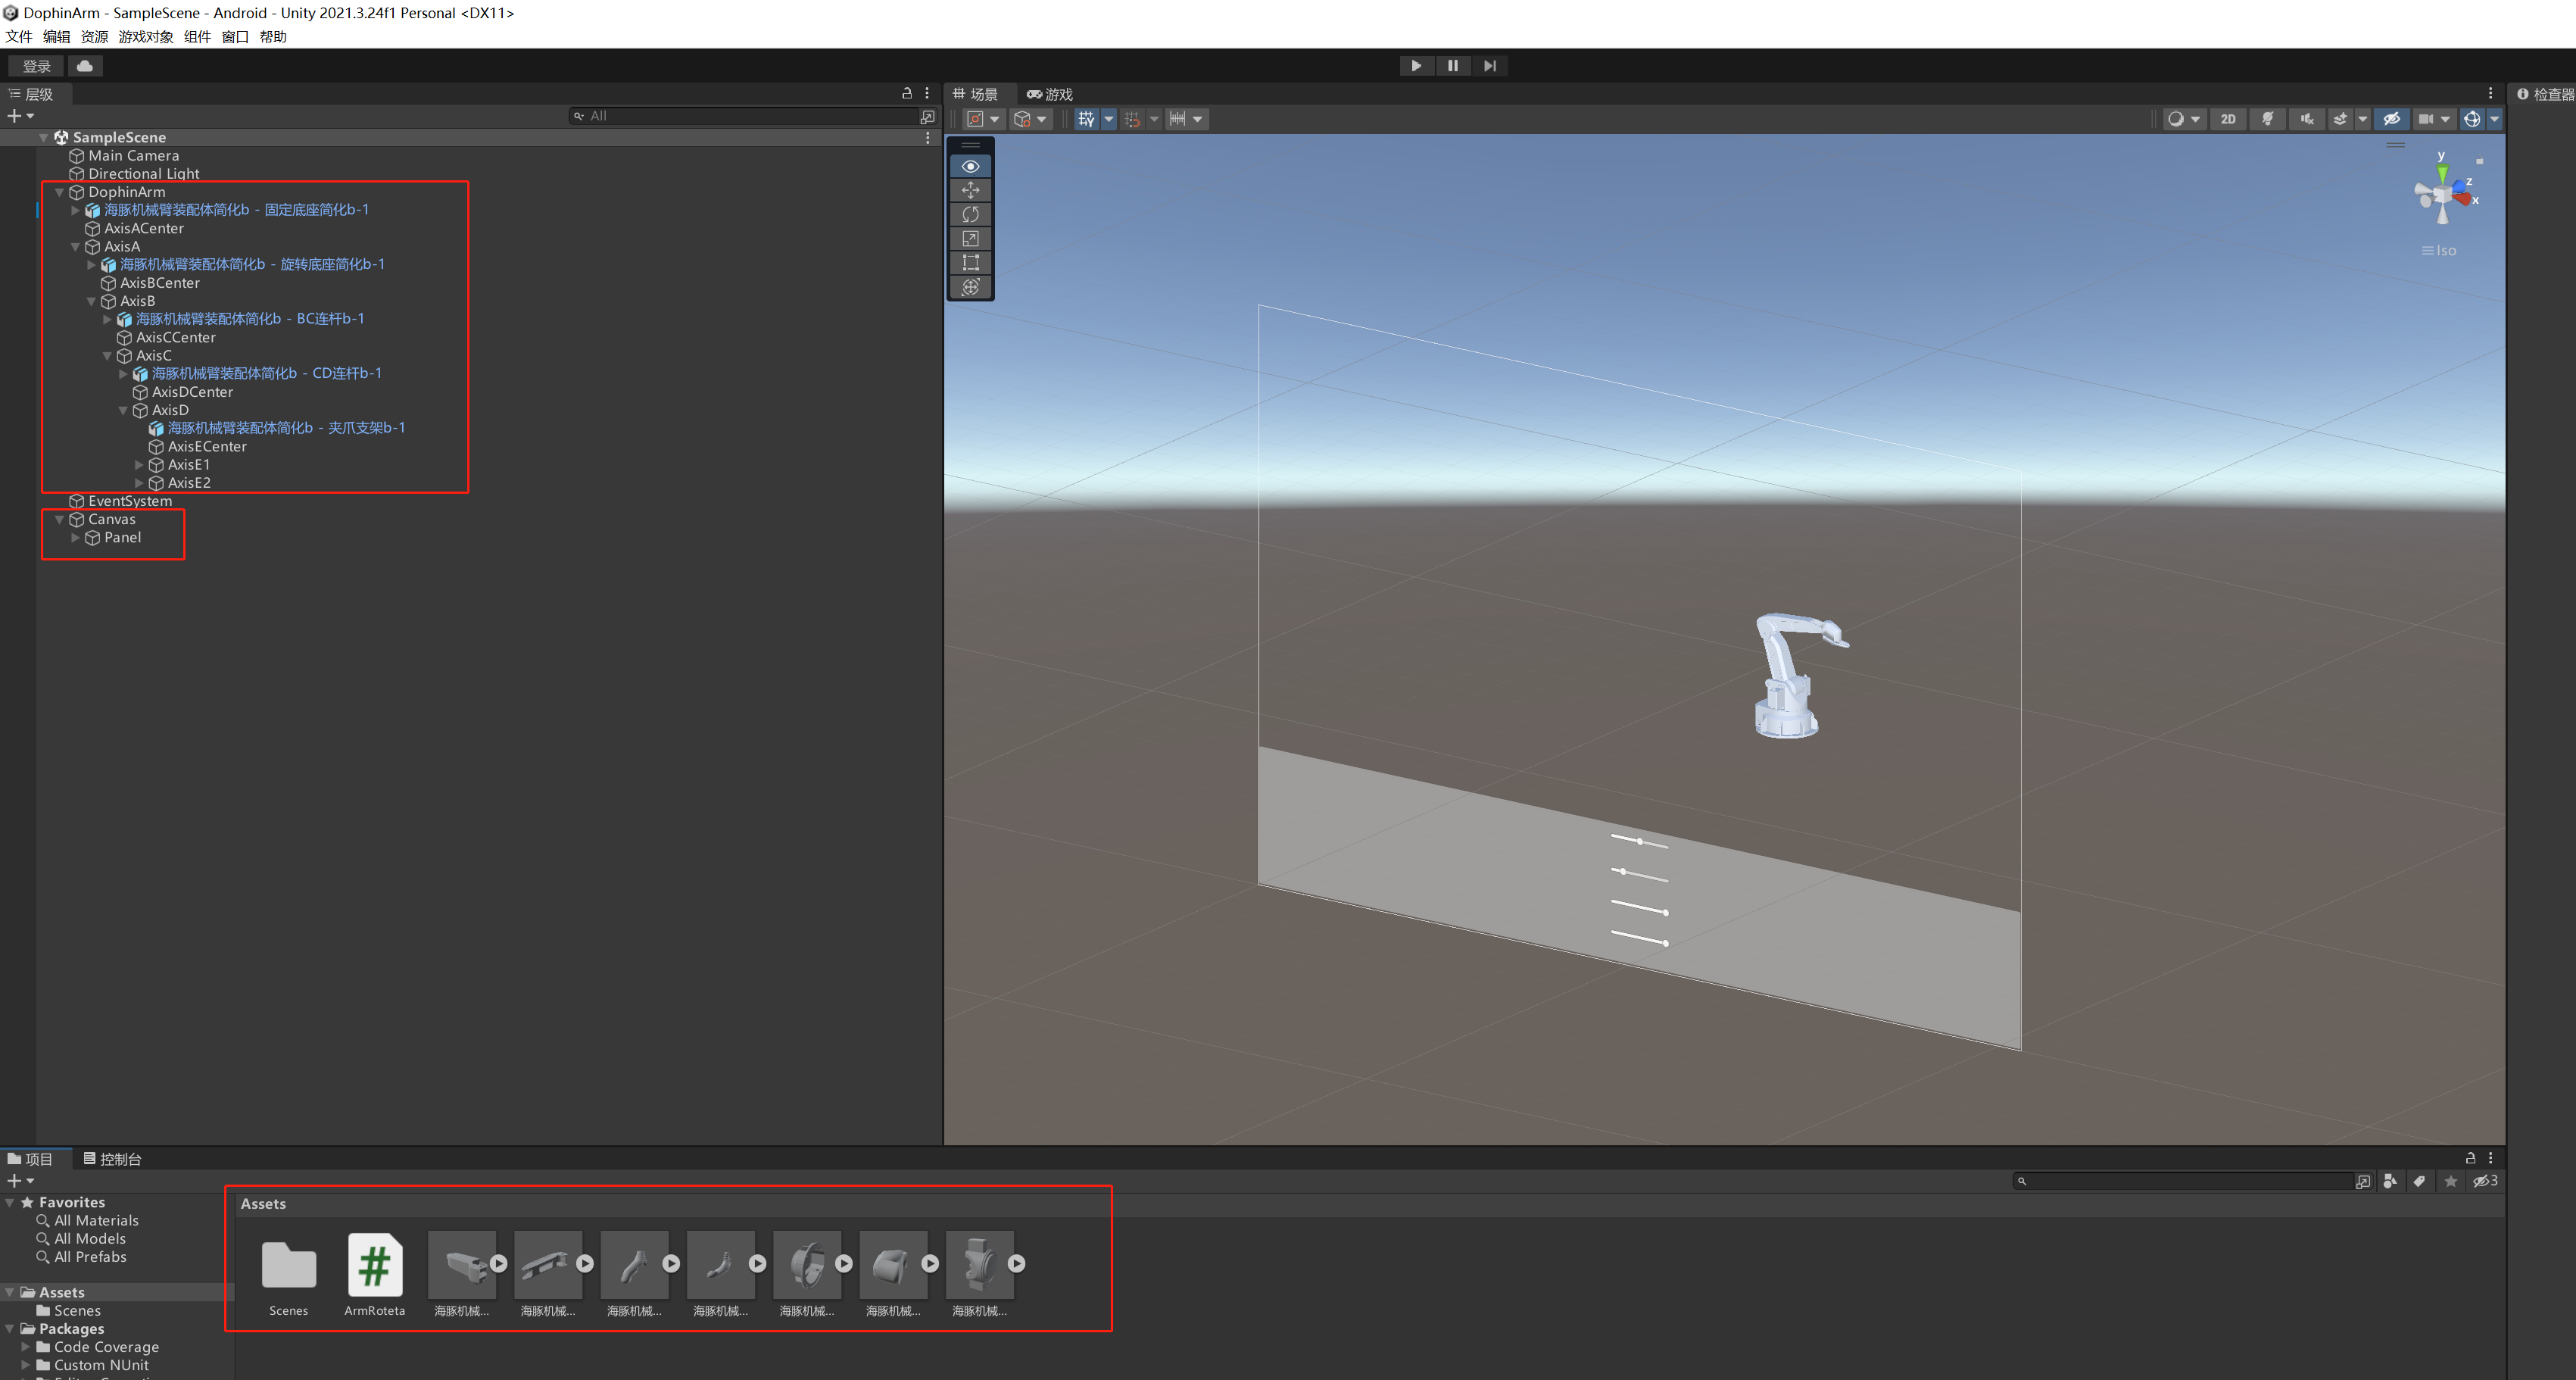 DophinArm - SampleScene - Android - Unity 2021.3.24f1 Personal <DX11>
文件 编辑 资源 游戏对象 组件 窗口 帮助
登录
层级
All
SampleScene
Main Camera
Directional Light
DophinArm
海豚机械臂装配体简化b - 固定底座简化b-1
AxisACenter
AxisA
海豚机械臂装配体简化b - 旋转底座简化b-1
AxisBCenter
AxisB
海豚机械臂装配体简化b - BC连杆b-1
AxisCCenter
AxisC
海豚机械臂装配体简化b - CD连杆b-1
AxisDCenter
AxisD
海豚机械臂装配体简化b - 夹爪支架b-1
AxisECenter
AxisE1
AxisE2
EventSystem
Canvas
Panel
场景 游戏
2D
y
z
x
Iso
检查器
项目 控制台
3
Favorites
All Materials
All Models
All Prefabs
Assets
Scenes
Packages
Code Coverage
Custom NUnit
Assets
Scenes ArmRoteta 海豚机械... 海豚机械... 海豚机械... 海豚机械... 海豚机械... 海豚机械... 海豚机械...